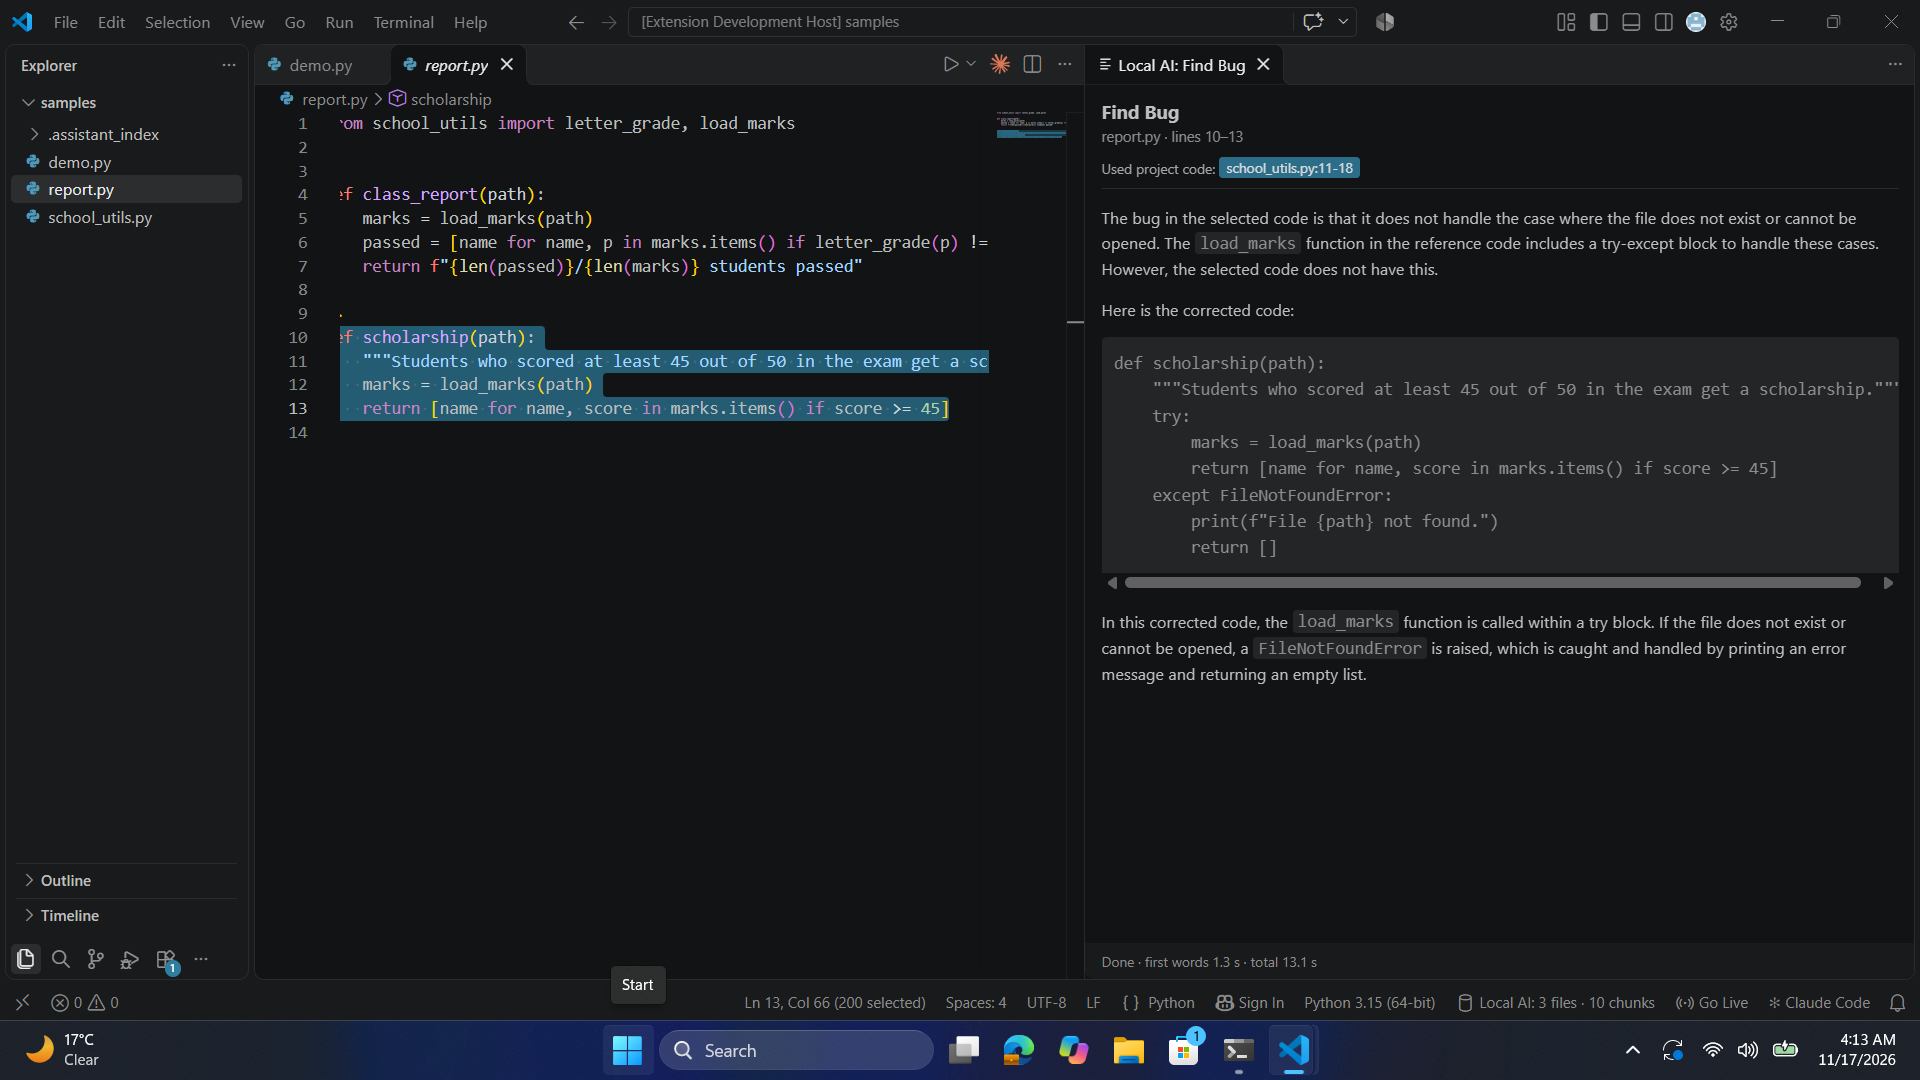 File Edit Selection View Go Run Terminal Help
[Extension Development Host] samples
Explorer
samples
.assistant_index
demo.py
report.py
school_utils.py
Outline
Timeline
1
demo.py
report.py
report.py > scholarship
1 rom school_utils import letter_grade, load_marks
2
3
4 ef class_report(path):
5 marks = load_marks(path)
6 passed = [name for name, p in marks.items() if letter_grade(p) !=
7 return f"{len(passed)}/{len(marks)} students passed"
8
9
10 ef scholarship(path):
11 """Students who scored at least 45 out of 50 in the exam get a sc
12 marks = load_marks(path)
13 return [name for name, score in marks.items() if score >= 45]
14
Local AI: Find Bug
Find Bug
report.py · lines 10–13
Used project code: school_utils.py:11-18
The bug in the selected code is that it does not handle the case where the file does not exist or cannot be
opened. The load_marks function in the reference code includes a try-except block to handle these cases.
However, the selected code does not have this.
Here is the corrected code:
def scholarship(path):
"""Students who scored at least 45 out of 50 in the exam get a scholarship."""
try:
marks = load_marks(path)
return [name for name, score in marks.items() if score >= 45]
except FileNotFoundError:
print(f"File {path} not found.")
return []
In this corrected code, the load_marks function is called within a try block. If the file does not exist or
cannot be opened, a FileNotFoundError is raised, which is caught and handled by printing an error
message and returning an empty list.
Done · first words 1.3 s · total 13.1 s
Start
0 0
Ln 13, Col 66 (200 selected) Spaces: 4 UTF-8 LF {} Python Sign In Python 3.15 (64-bit) Local AI: 3 files · 10 chunks Go Live Claude Code
17°C
Clear
Search
1
4:13 AM
11/17/2026